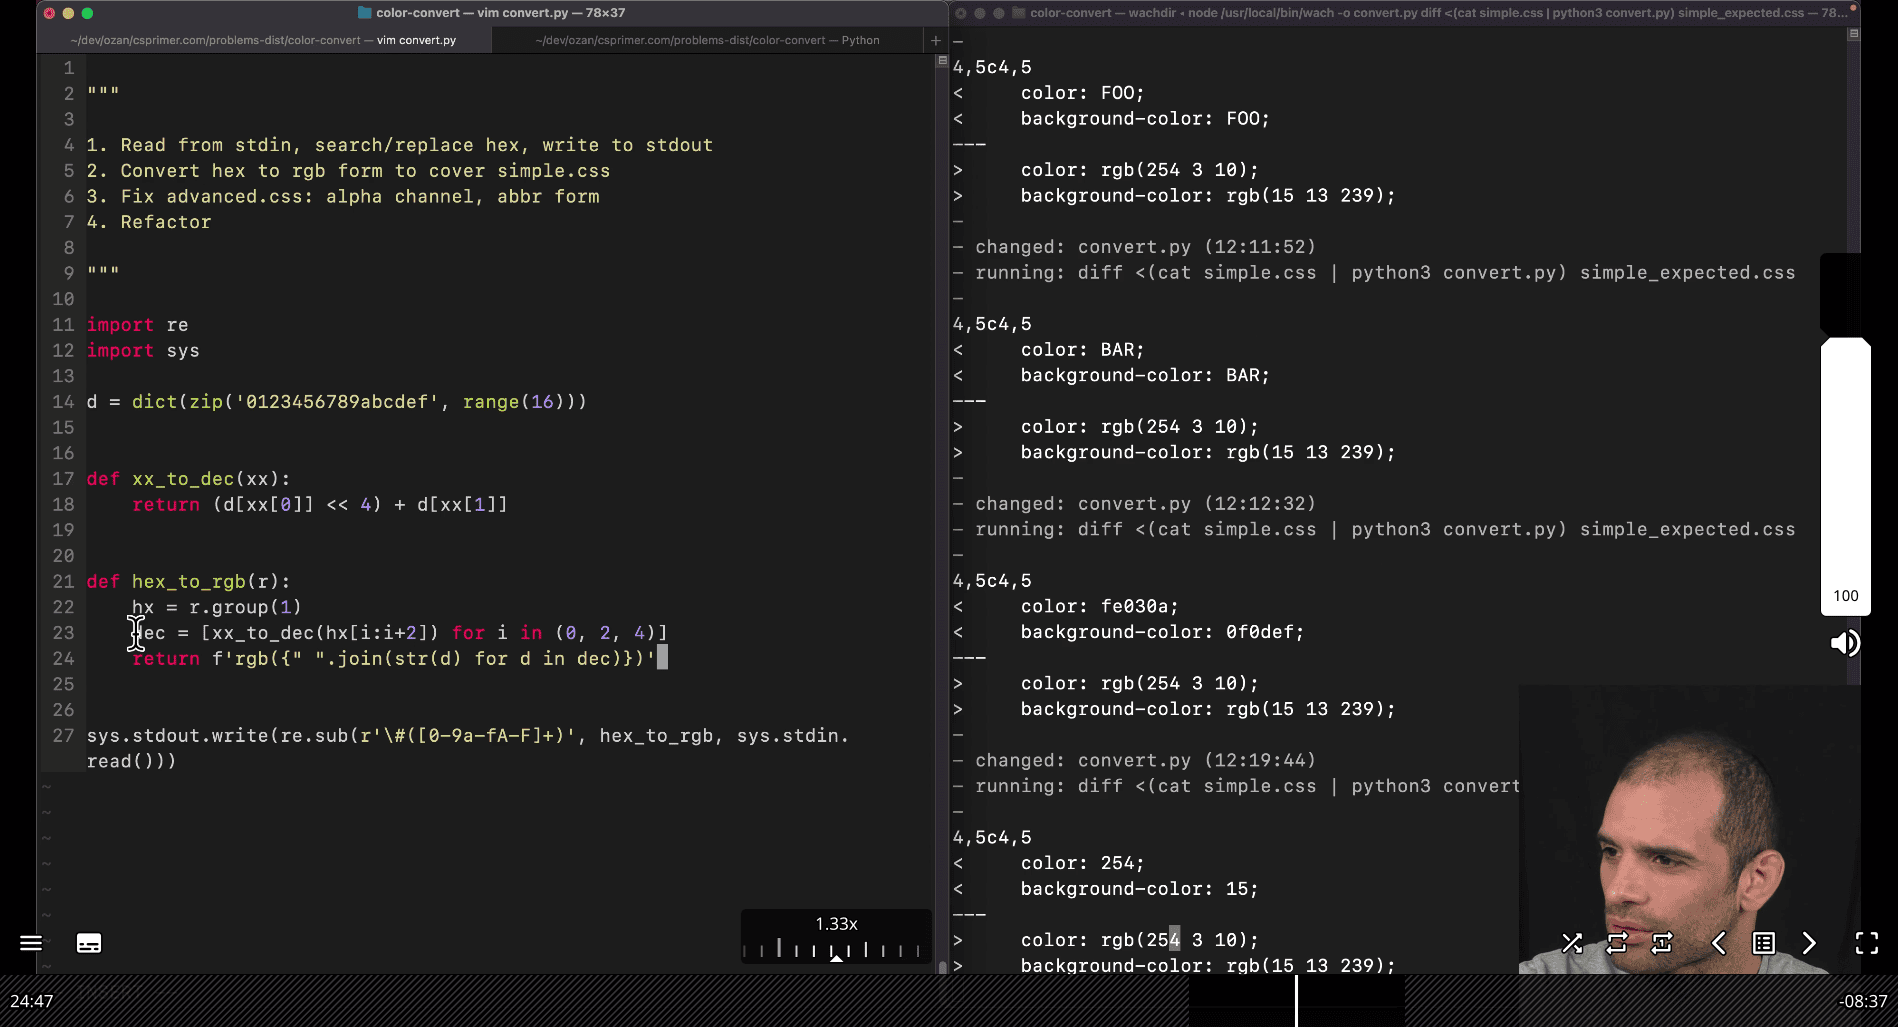 color-convert — vim convert.py — 78×37
~/dev/ozan/csprimer.com/problems-dist/color-convert — vim convert.py
~/dev/ozan/csprimer.com/problems-dist/color-convert — Python
+
1
2 """
3
4 1. Read from stdin, search/replace hex, write to stdout
5 2. Convert hex to rgb form to cover simple.css
6 3. Fix advanced.css: alpha channel, abbr form
7 4. Refactor
8
9 """
10
11 import re
12 import sys
13
14 d = dict(zip('0123456789abcdef', range(16)))
15
16
17 def xx_to_dec(xx):
18     return (d[xx[0]] << 4) + d[xx[1]]
19
20
21 def hex_to_rgb(r):
22     hx = r.group(1)
23     dec = [xx_to_dec(hx[i:i+2]) for i in (0, 2, 4)]
24     return f'rgb({" ".join(str(d) for d in dec)})'
25
26
27 sys.stdout.write(re.sub(r'\#([0-9a-fA-F]+)', hex_to_rgb, sys.stdin.
read()))
~
~
~
~
~
~
~
~
color-convert — wachdir ◂ node /usr/local/bin/wach -o convert.py diff <(cat simple.css | python3 convert.py) simple_expected.css — 78...
–
4,5c4,5
<     color: FOO;
<     background-color: FOO;
---
>     color: rgb(254 3 10);
>     background-color: rgb(15 13 239);
–
– changed: convert.py (12:11:52)
– running: diff <(cat simple.css | python3 convert.py) simple_expected.css
–
4,5c4,5
<     color: BAR;
<     background-color: BAR;
---
>     color: rgb(254 3 10);
>     background-color: rgb(15 13 239);
–
– changed: convert.py (12:12:32)
– running: diff <(cat simple.css | python3 convert.py) simple_expected.css
–
4,5c4,5
<     color: fe030a;
<     background-color: 0f0def;
---
>     color: rgb(254 3 10);
>     background-color: rgb(15 13 239);
–
– changed: convert.py (12:19:44)
– running: diff <(cat simple.css | python3 convert
–
4,5c4,5
<     color: 254;
<     background-color: 15;
---
>     color: rgb(254 3 10);
>     background-color: rgb(15 13 239);
100
1.33x
24:47
-08:37